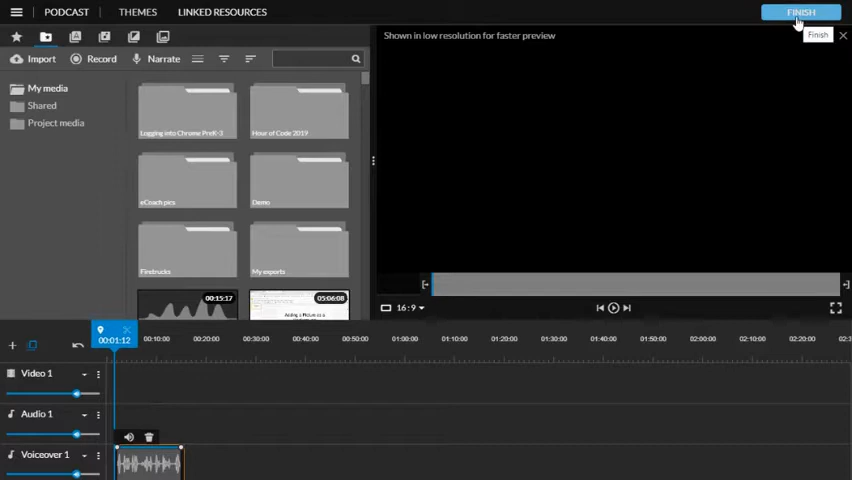 PODCAST THEMES LINKED RESOURCES FINISH
Finish
Shown in low resolution for faster preview
Import Record Narrate
My media
Shared
Project media
Logging into Chrome PreK-3 Hour of Code 2019
eCoach pics Demo
Firetrucks My exports
00:15:17 05:06:08
Adding a Picture as a
16:9
00:01:12
00:10:00 00:20:00 00:30:00 00:40:00 00:50:00 01:00:00 01:10:00 01:20:00 01:30:00 01:40:00 01:50:00 02:00:00 02:10:00 02:20:00 02:3
Video 1
Audio 1
Voiceover 1